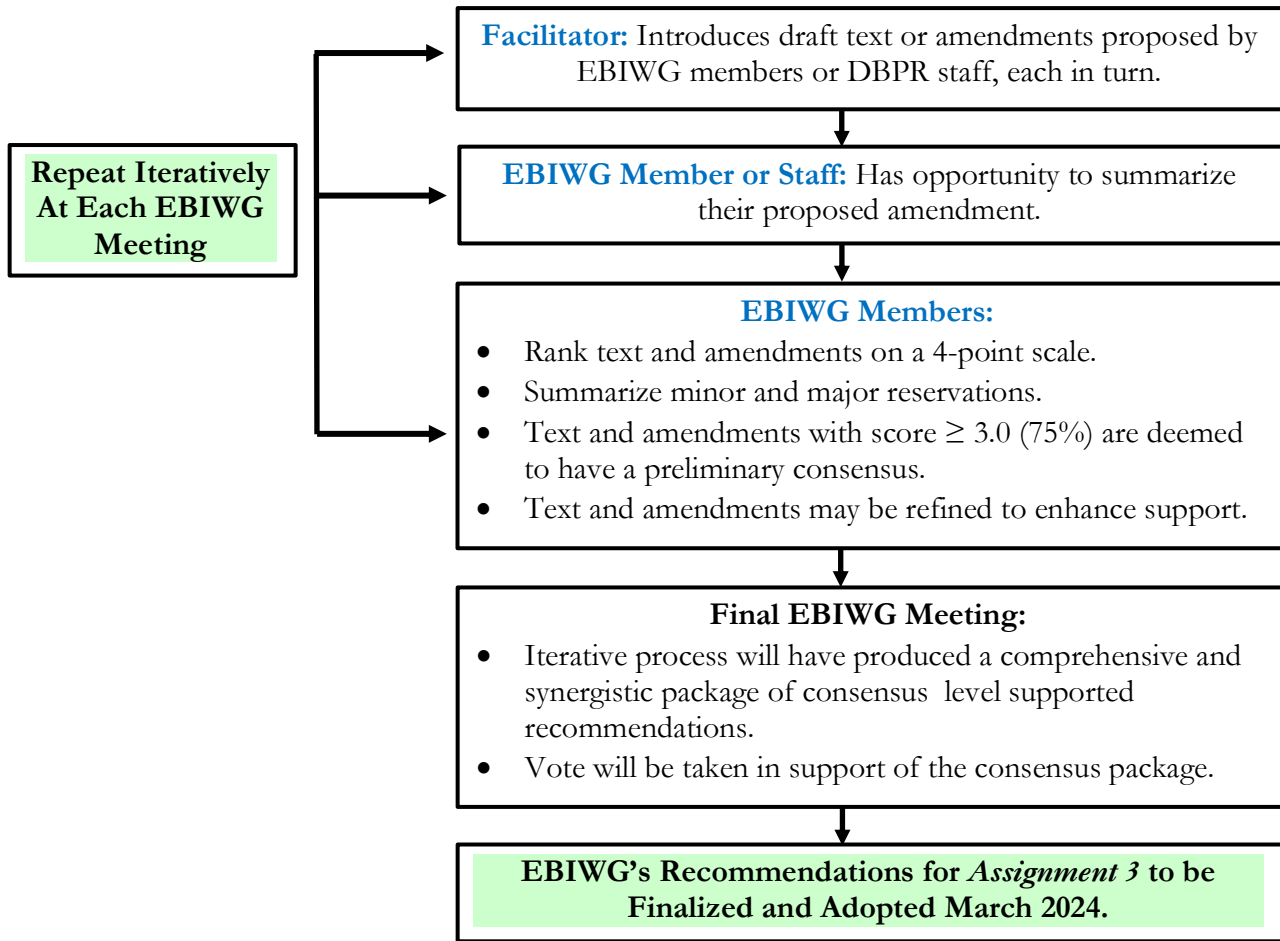 Facilitator: Introduces draft text or amendments proposed by
EBIWG members or DBPR staff, each in turn.
Repeat Iteratively
At Each EBIWG
Meeting
EBIWG Member or Staff: Has opportunity to summarize
their proposed amendment.
EBIWG Members:
• Rank text and amendments on a 4-point scale.
• Summarize minor and major reservations.
• Text and amendments with score ≥ 3.0 (75%) are deemed
to have a preliminary consensus.
• Text and amendments may be refined to enhance support.
Final EBIWG Meeting:
• Iterative process will have produced a comprehensive and
synergistic package of consensus level supported
recommendations.
• Vote will be taken in support of the consensus package.
EBIWG’s Recommendations for Assignment 3 to be
Finalized and Adopted March 2024.